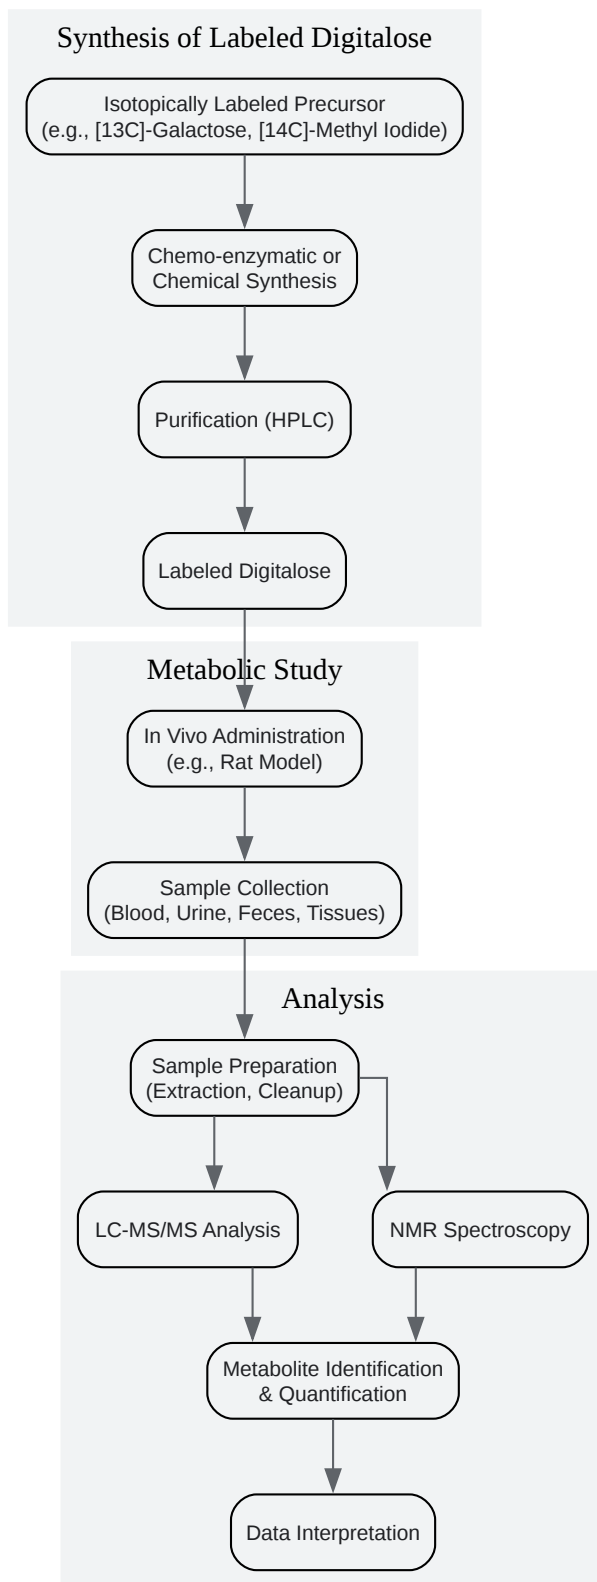 Synthesis of Labeled Digitalose
Isotopically Labeled Precursor
(e.g., [13C]-Galactose, [14C]-Methyl Iodide)
Chemo-enzymatic or
Chemical Synthesis
Purification (HPLC)
Labeled Digitalose
Metabolic Study
In Vivo Administration
(e.g., Rat Model)
Sample Collection
(Blood, Urine, Feces, Tissues)
Analysis
Sample Preparation
(Extraction, Cleanup)
LC-MS/MS Analysis
NMR Spectroscopy
Metabolite Identification
& Quantification
Data Interpretation